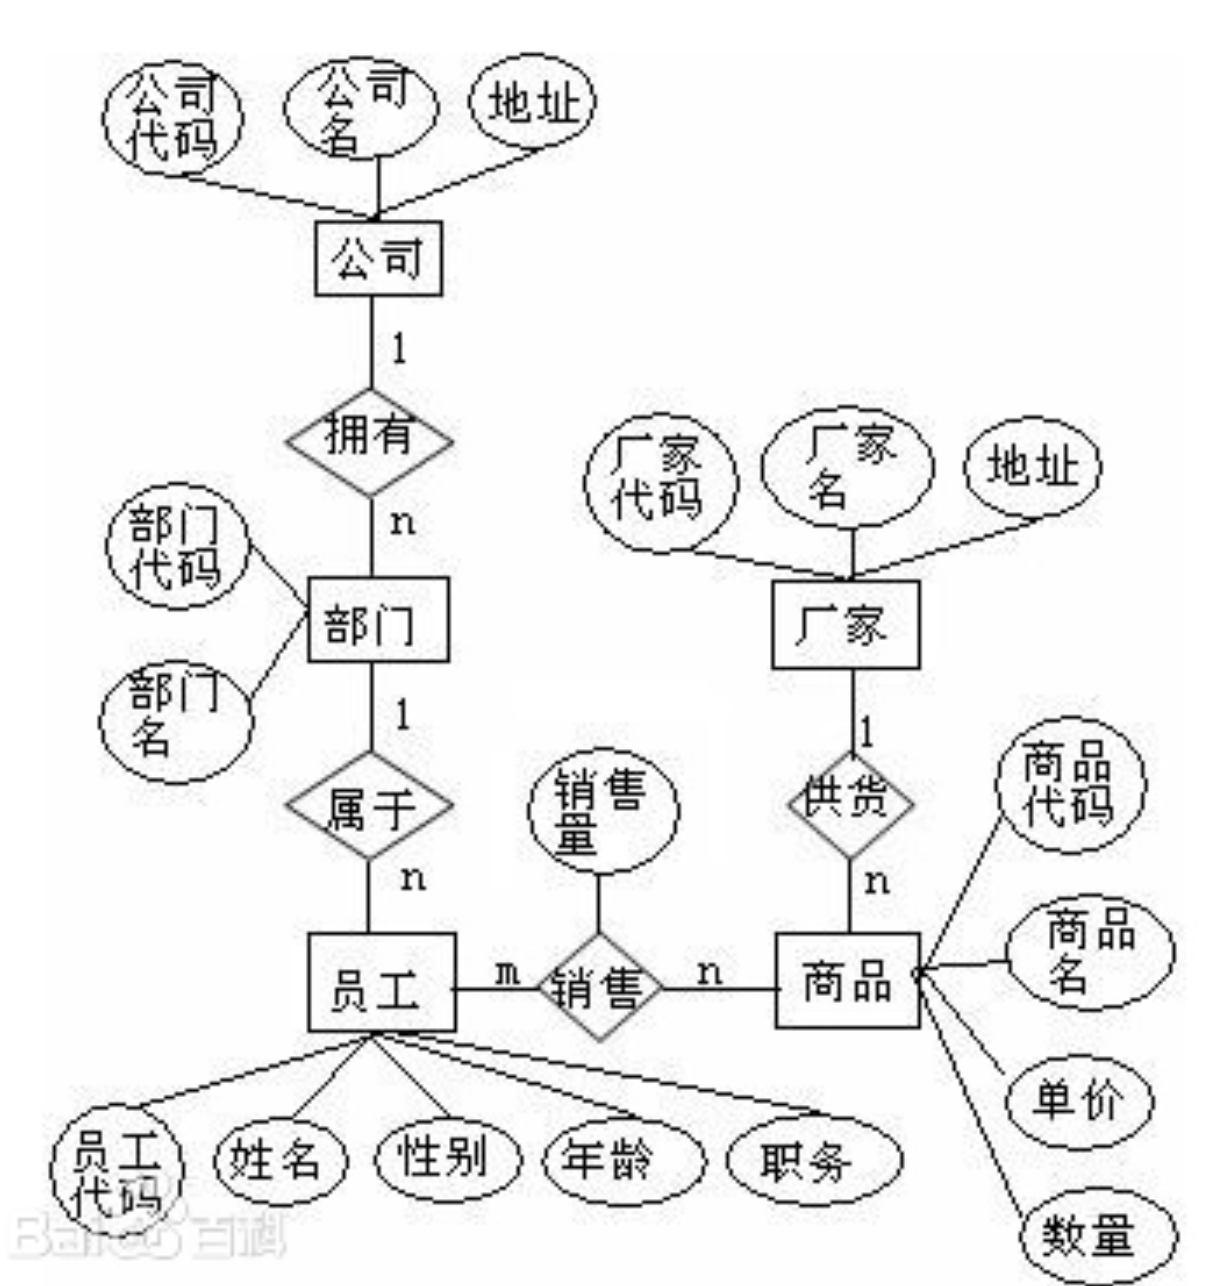 公司
代码
公司
名
地址
公司
1
拥有
n
部门
代码
部门
名
部门
1
属于
n
厂家
代码
厂家
名
地址
厂家
1
供货
n
销售
量
员工
m
销售
n
商品
商品
代码
商品
名
单价
数量
员工
代码
姓名
性别
年龄
职务
Bai 百科